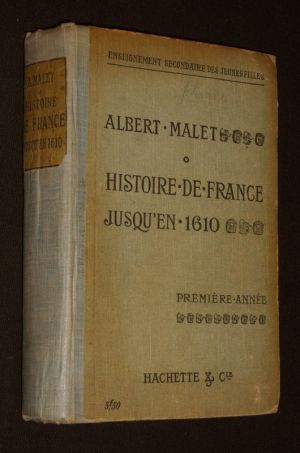 A. MALET
HISTOIRE
DE FRANCE
JUSQU'EN 1610
ENSEIGNEMENT SECONDAIRE DES JEUNES FILLES
ALBERT · MALET
HISTOIRE · DE · FRANCE
JUSQU'EN · 1610
PREMIÈRE · ANNÉE
HACHETTE & Cie